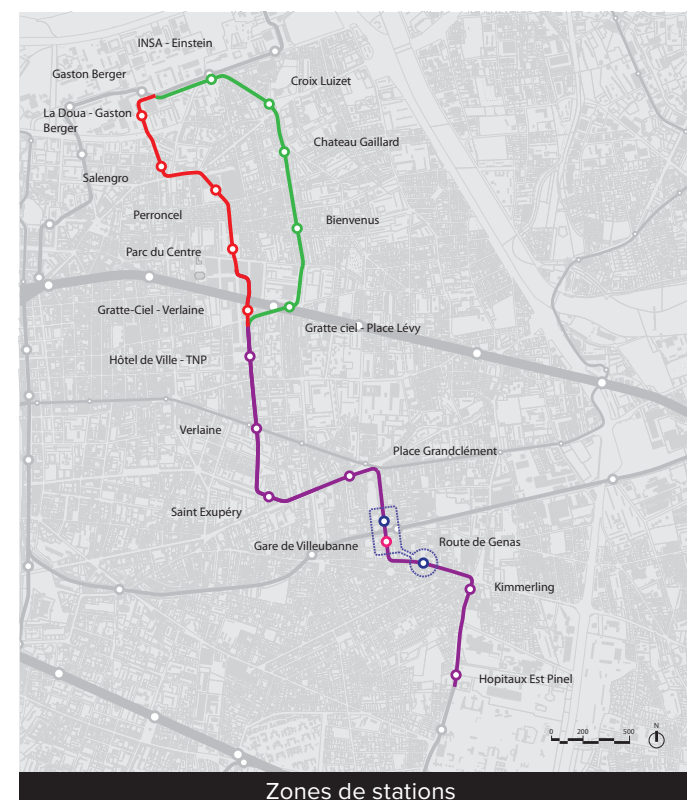 INSA - Einstein
Gaston Berger
Croix Luizet
La Doua - Gaston
Berger
Chateau Gaillard
Salengro
Perroncel
Bienvenus
Parc du Centre
Gratte-Ciel - Verlaine
Gratte ciel - Place Lévy
Hôtel de Ville - TNP
Verlaine
Place Grandclément
Saint Exupéry
Gare de Villeubanne
Route de Genas
Kimmerling
Hopitaux Est Pinel
0 200 500
N
Zones de stations